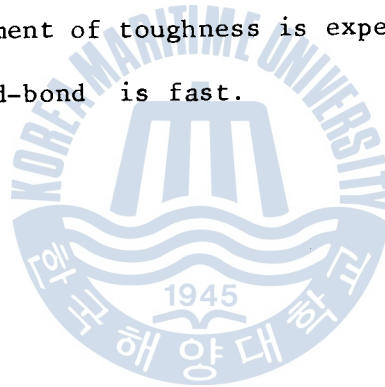 ment of toughness is expe
d-bond is fast.
KOREA MARITIME UNIVERSITY
1945
한국해양대학교